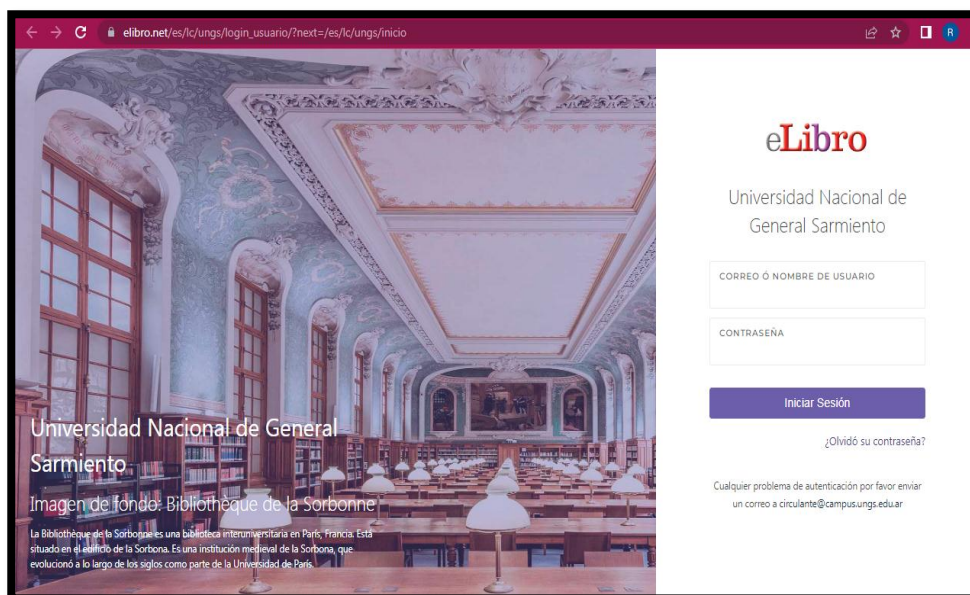 elibro.net/es/lc/ungs/login_usuario/?next=/es/lc/ungs/inicio
R
eLibro
Universidad Nacional de
General Sarmiento
CORREO Ó NOMBRE DE USUARIO
CONTRASEÑA
Iniciar Sesión
¿Olvidó su contraseña?
Cualquier problema de autenticación por favor enviar
un correo a circulante@campus.ungs.edu.ar
Universidad Nacional de General
Sarmiento
Imagen de fondo: Bibliothèque de la Sorbonne
La Bibliothèque de la Sorbonne es una biblioteca interuniversitaria en París, Francia. Está
situado en el edificio de la Sorbona. Es una institución medieval de la Sorbona, que
evolucionó a lo largo de los siglos como parte de la Universidad de París.